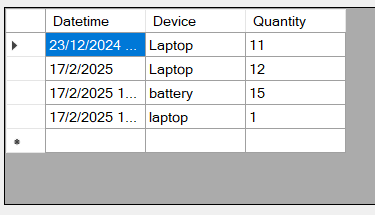 Datetime Device Quantity
23/12/2024 ... Laptop 11
17/2/2025 Laptop 12
17/2/2025 1... battery 15
17/2/2025 1... laptop 1